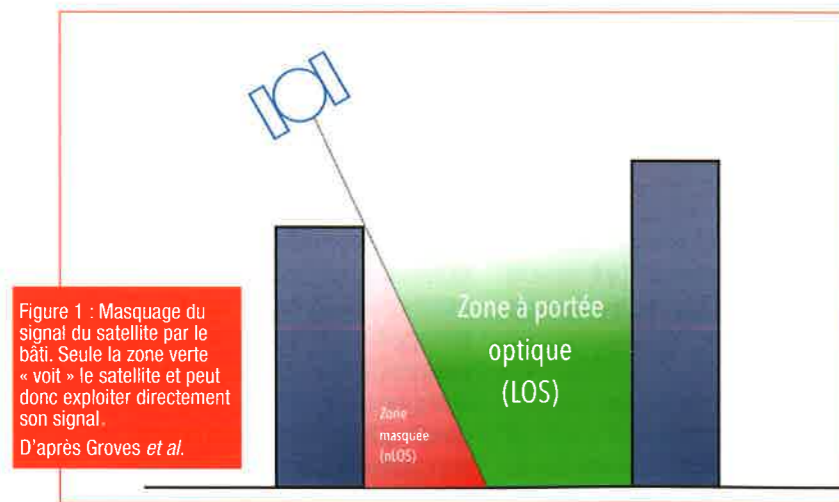 Figure 1 : Masquage du
signal du satellite par le
bâti. Seule la zone verte
« voit » le satellite et peut
donc exploiter directement
son signal.
D'après Groves et al.
Zone à portée
optique
(LOS)
Zone
masquée
(nLOS)